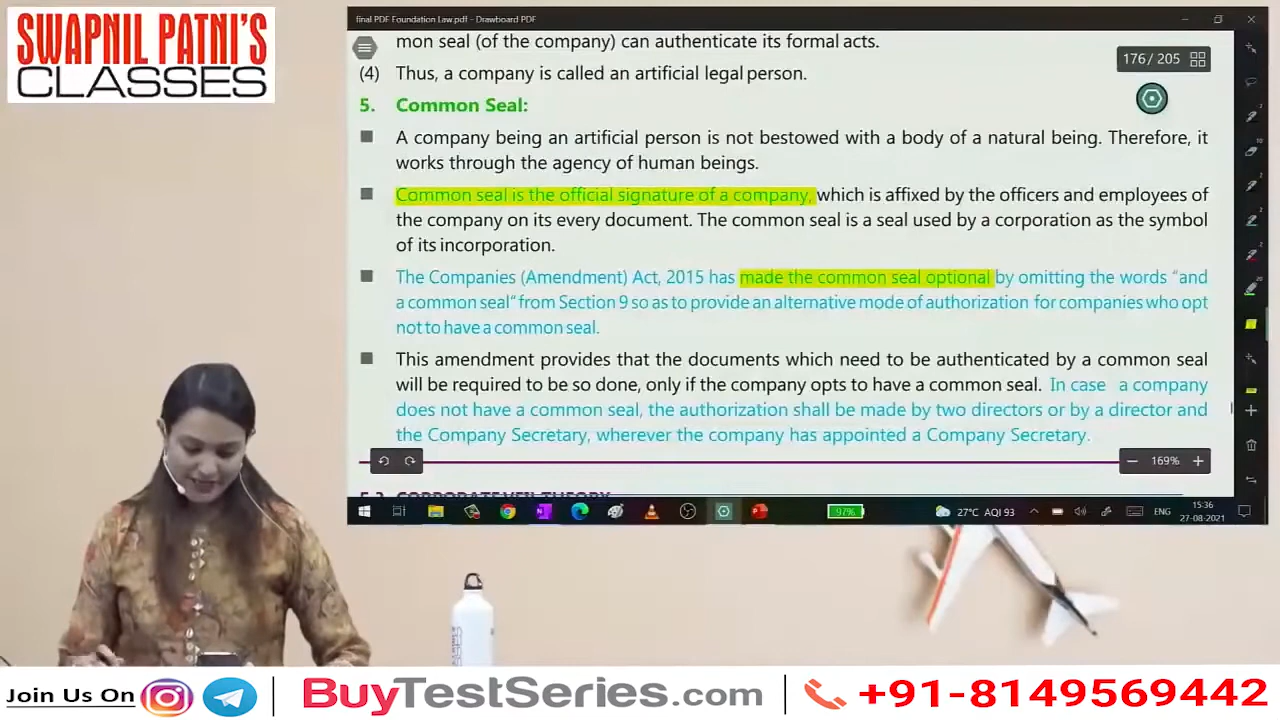 SWAPNIL PATNI'S
CLASSES
final PDF Foundation Law.pdf - Drawboard PDF
mon seal (of the company) can authenticate its formal acts.
176 / 205
(4) Thus, a company is called an artificial legal person.
5. Common Seal:
A company being an artificial person is not bestowed with a body of a natural being. Therefore, it
works through the agency of human beings.
Common seal is the official signature of a company, which is affixed by the officers and employees of
the company on its every document. The common seal is a seal used by a corporation as the symbol
of its incorporation.
The Companies (Amendment) Act, 2015 has made the common seal optional by omitting the words "and
a common seal" from Section 9 so as to provide an alternative mode of authorization for companies who opt
not to have a common seal.
This amendment provides that the documents which need to be authenticated by a common seal
will be required to be so done, only if the company opts to have a common seal. In case a company
does not have a common seal, the authorization shall be made by two directors or by a director and
the Company Secretary, wherever the company has appointed a Company Secretary.
169%
97%
27°C AQI 93
ENG
15:36
27-08-2021
Join Us On
BuyTestSeries.com
+91-8149569442